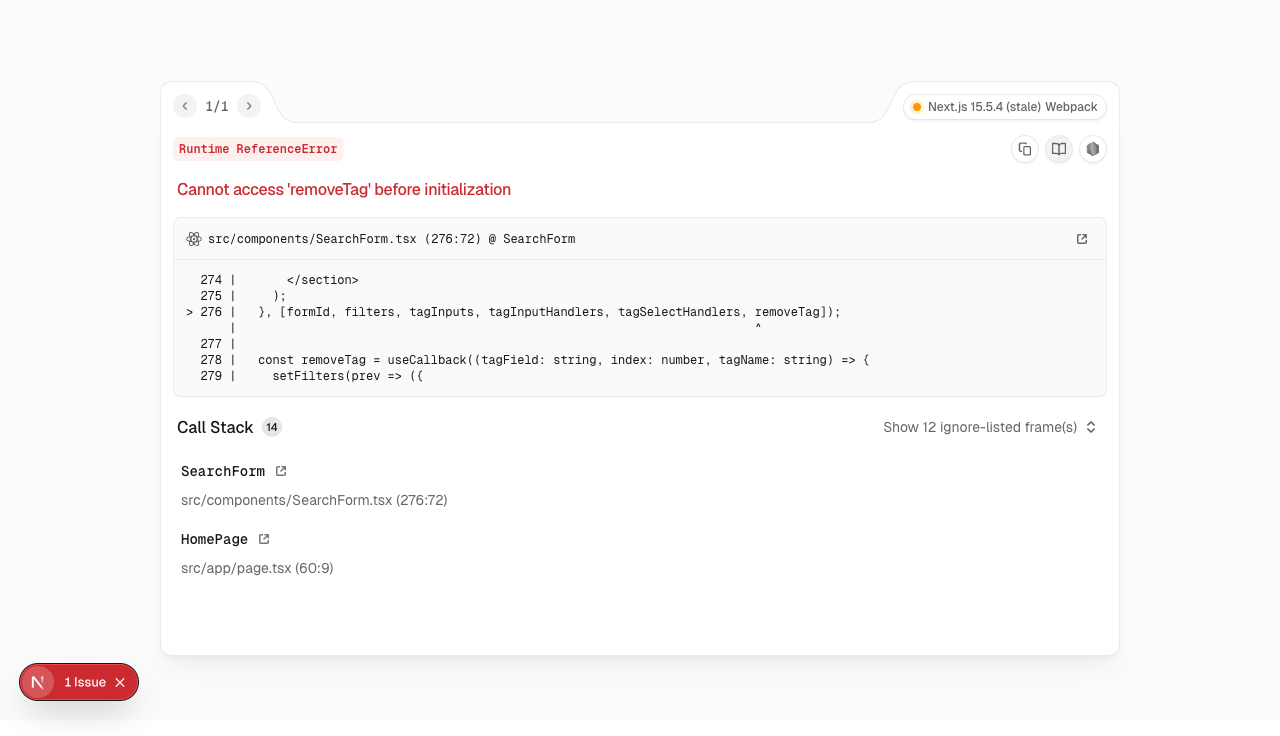 1/1
Next.js 15.5.4 (stale) Webpack
Runtime ReferenceError
Cannot access 'removeTag' before initialization
src/components/SearchForm.tsx (276:72) @ SearchForm
  274 |       </section>
  275 |     );
> 276 |   }, [formId, filters, tagInputs, tagInputHandlers, tagSelectHandlers, removeTag]);
      |                                                                         ^
  277 |
  278 |   const removeTag = useCallback((tagField: string, index: number, tagName: string) => {
  279 |     setFilters(prev => ({
Call Stack 14
Show 12 ignore-listed frame(s)
SearchForm
src/components/SearchForm.tsx (276:72)
HomePage
src/app/page.tsx (60:9)
N 1 Issue